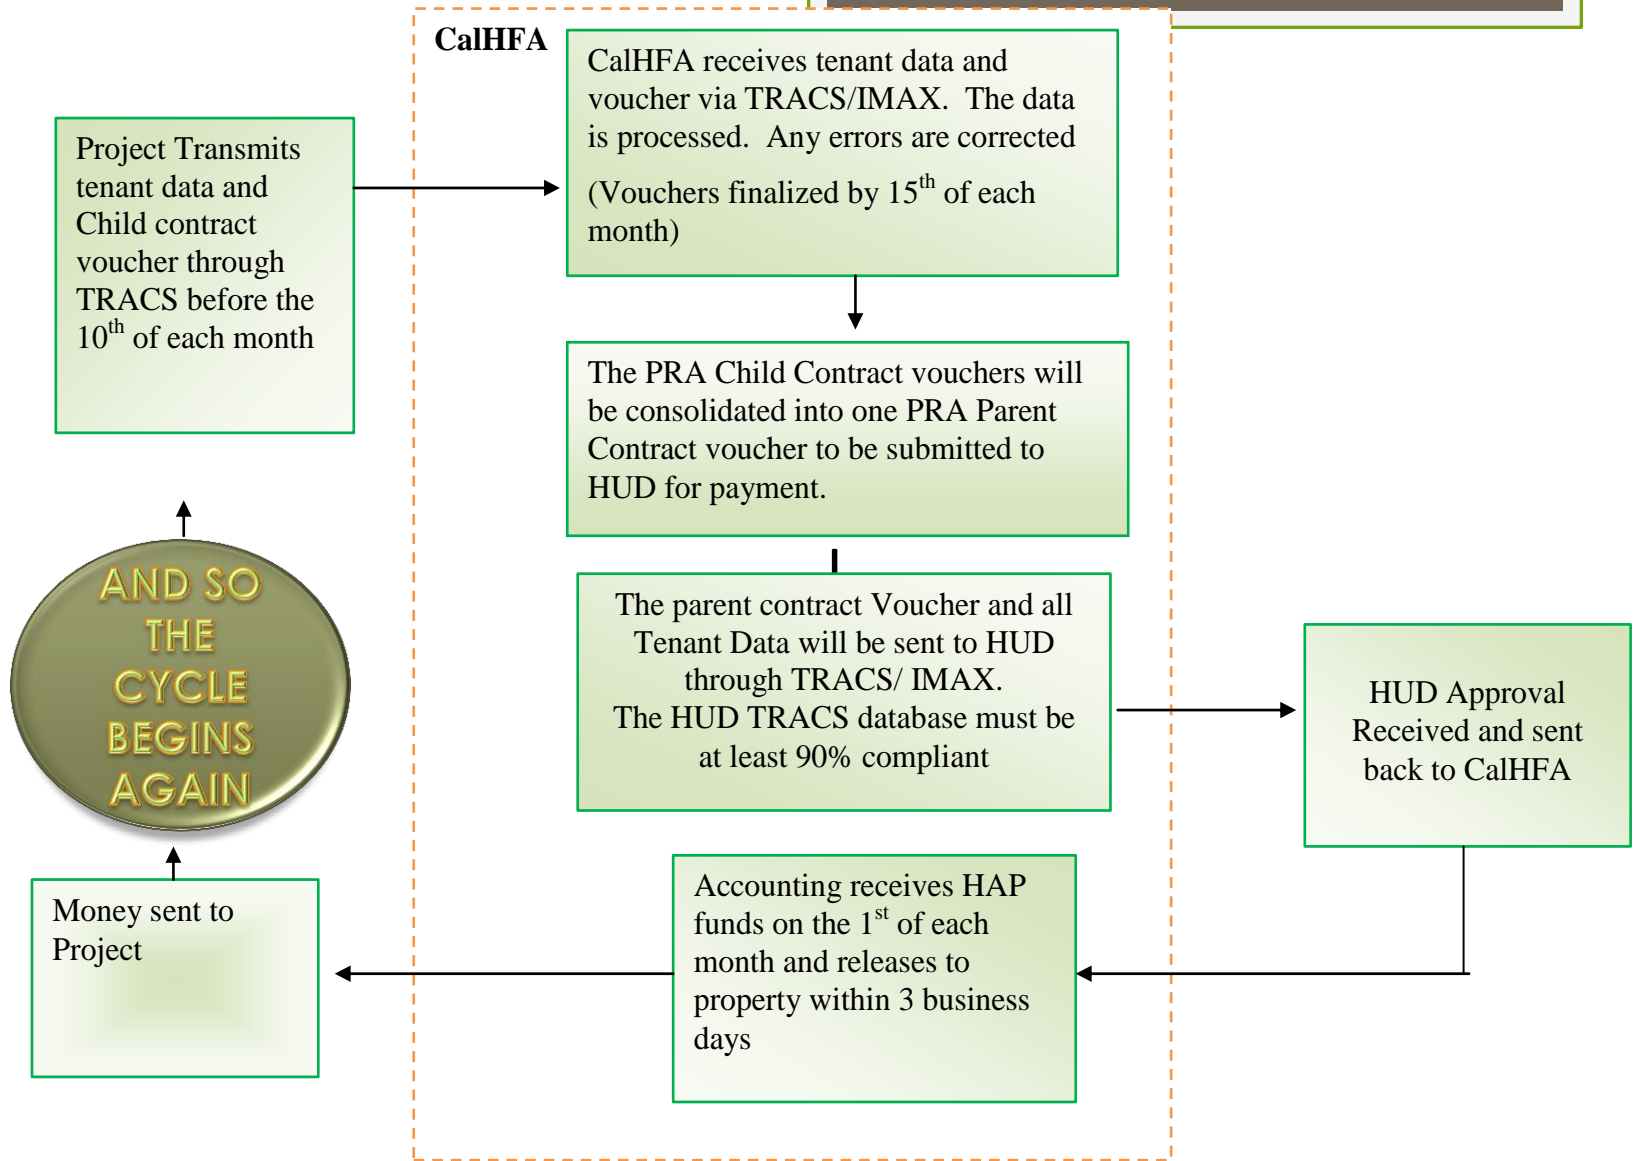 CalHFA
Project Transmits
tenant data and
Child contract
voucher through
TRACS before the
10th of each month
CalHFA receives tenant data and
voucher via TRACS/IMAX.  The data
is processed.  Any errors are corrected
(Vouchers finalized by 15th of each
month)
The PRA Child Contract vouchers will
be consolidated into one PRA Parent
Contract voucher to be submitted to
HUD for payment.
The parent contract Voucher and all
Tenant Data will be sent to HUD
through TRACS/ IMAX.
The HUD TRACS database must be
at least 90% compliant
HUD Approval
Received and sent
back to CalHFA
Accounting receives HAP
funds on the 1st of each
month and releases to
property within 3 business
days
Money sent to
Project
AND SO
THE
CYCLE
BEGINS
AGAIN